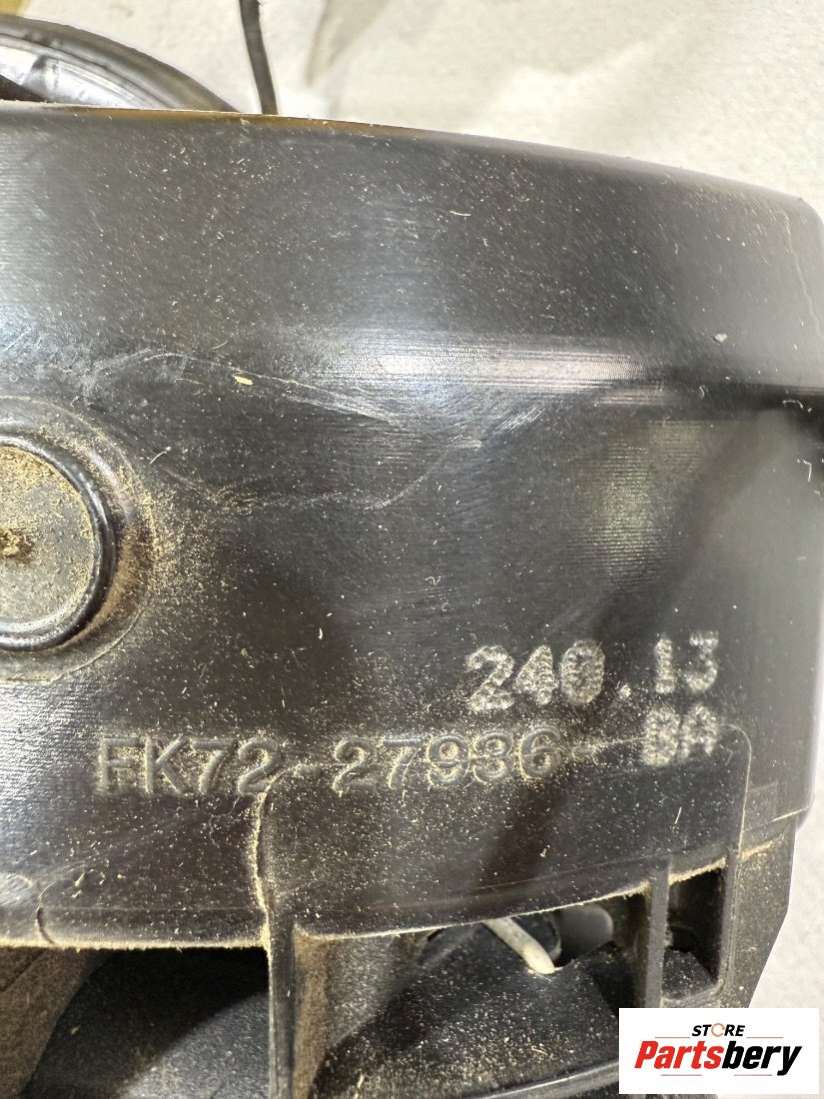 240.13
FK72-27936-BA
STORE
Partsbery